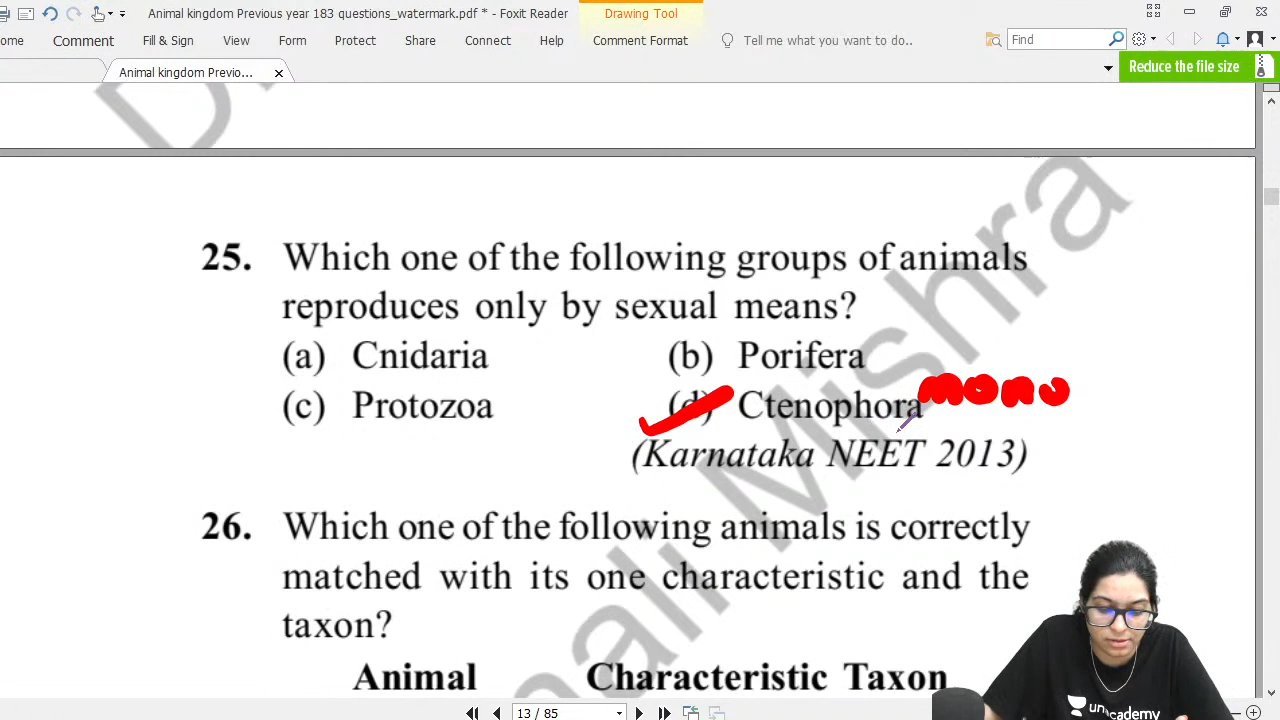 Animal kingdom Previous year 183 questions_watermark.pdf * - Foxit Reader
Drawing Tool
ome Comment Fill & Sign View Form Protect Share Connect Help Comment Format Tell me what you want to do.. Find
Animal kingdom Previo...
Reduce the file size
25. Which one of the following groups of animals
reproduces only by sexual means?
(a) Cnidaria (b) Porifera
(c) Protozoa (d) Ctenophora mono
(Karnataka NEET 2013)
26. Which one of the following animals is correctly
matched with its one characteristic and the
taxon?
Animal Characteristic Taxon
Mishra
unacademy
13 / 85